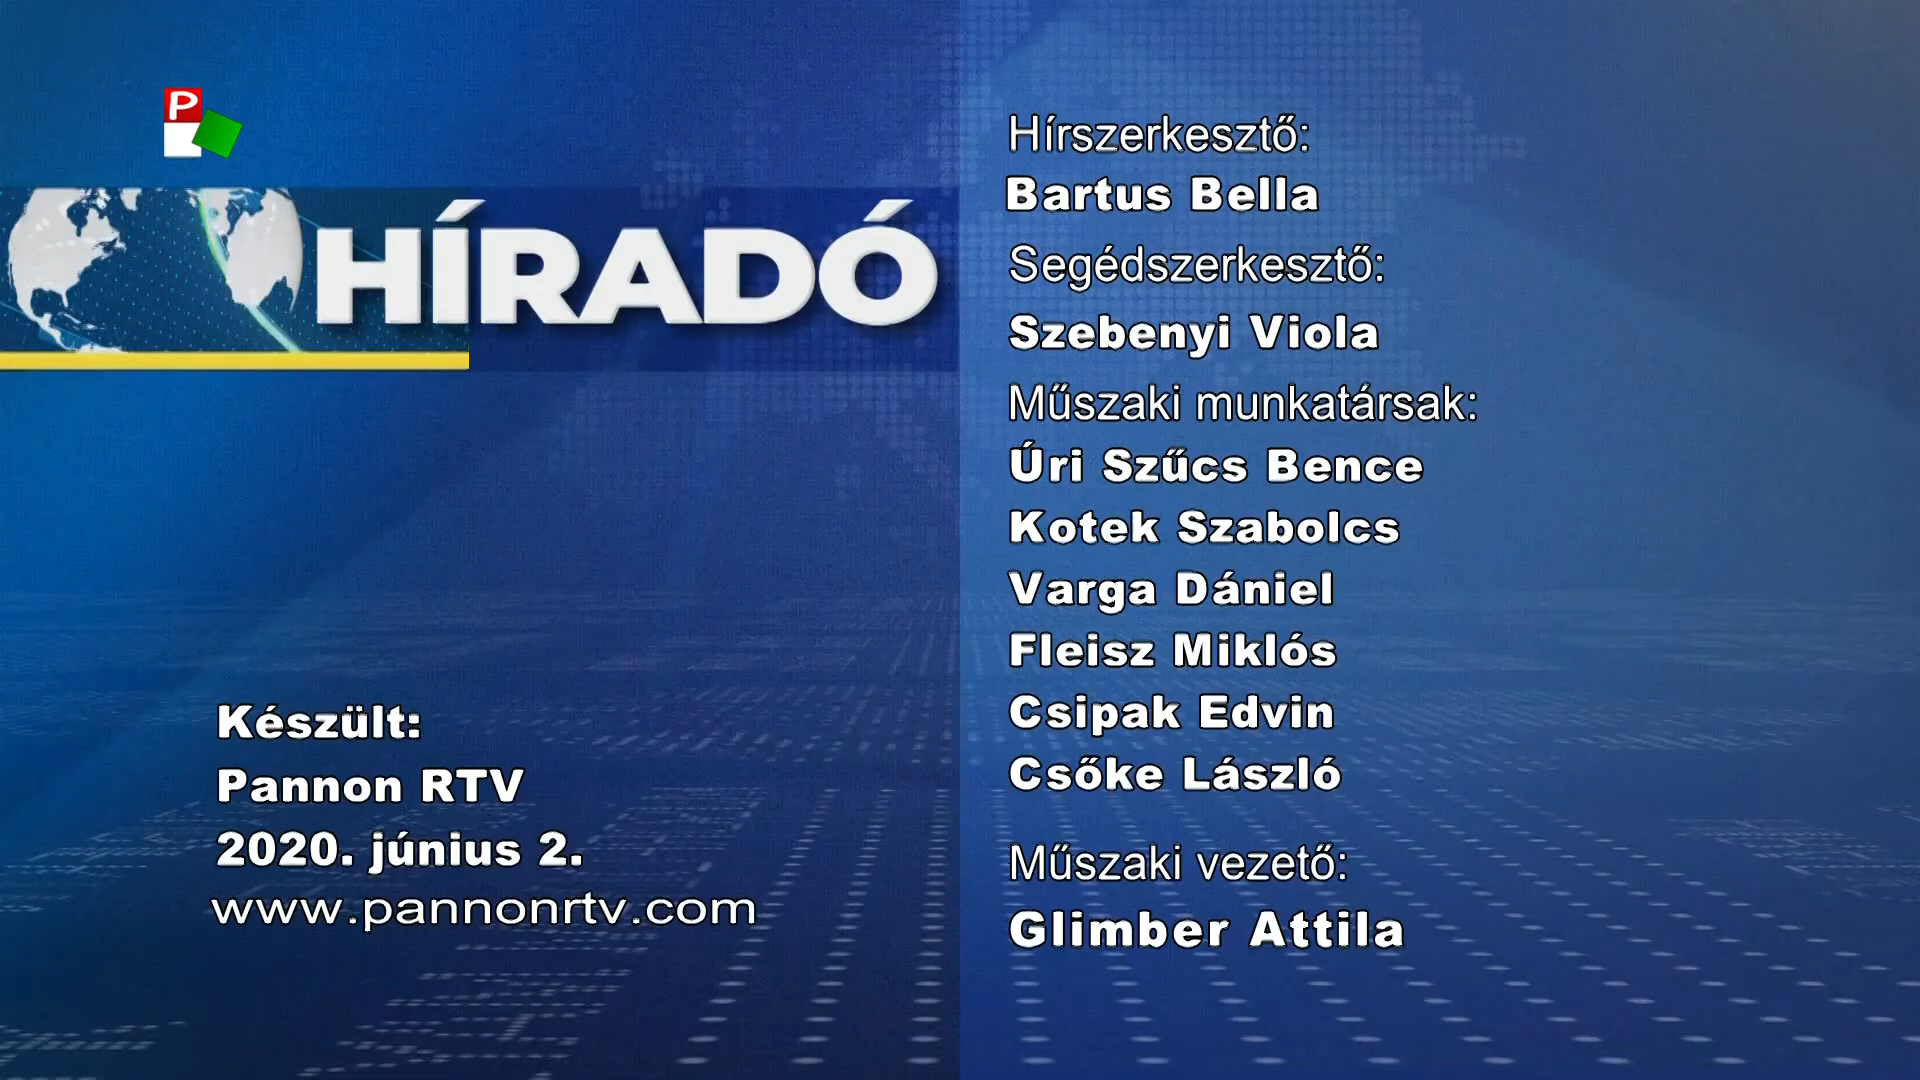 P
HÍRADÓ
Készült:
Pannon RTV
2020. június 2.
www.pannonrtv.com
Hírszerkesztő:
Bartus Bella
Segédszerkesztő:
Szebenyi Viola
Műszaki munkatársak:
Úri Szűcs Bence
Kotek Szabolcs
Varga Dániel
Fleisz Miklós
Csipak Edvin
Csőke László
Műszaki vezető:
Glimber Attila